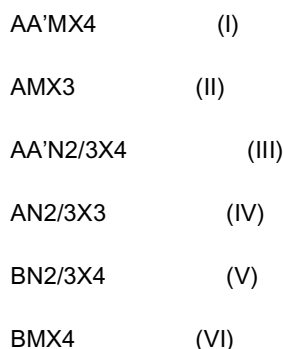 AA'MX4 (I)
AMX3 (II)
AA'N2/3X4 (III)
AN2/3X3 (IV)
BN2/3X4 (V)
BMX4 (VI)